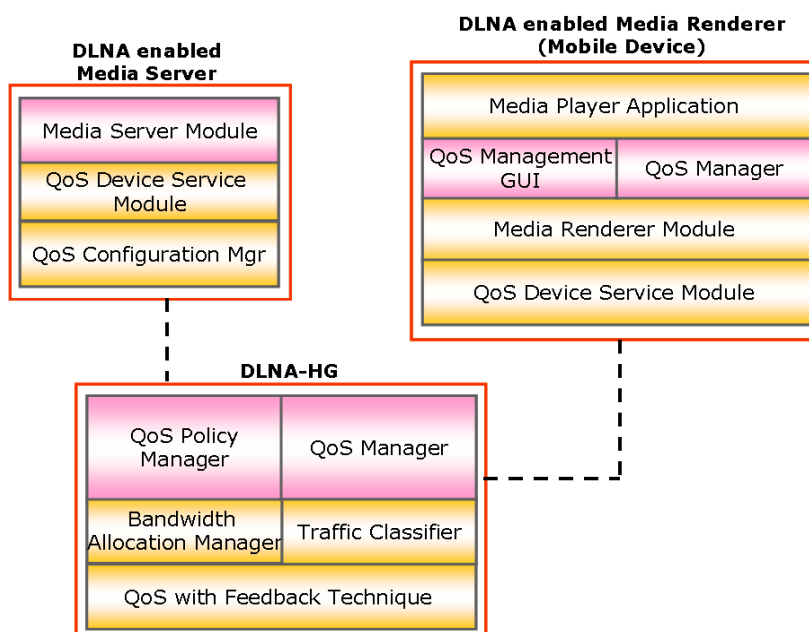 DLNA enabled
Media Server
Media Server Module
QoS Device Service
Module
QoS Configuration Mgr
DLNA enabled Media Renderer
(Mobile Device)
Media Player Application
QoS Management
GUI
QoS Manager
Media Renderer Module
QoS Device Service Module
DLNA-HG
QoS Policy
Manager
QoS Manager
Bandwidth
Allocation Manager
Traffic Classifier
QoS with Feedback Technique